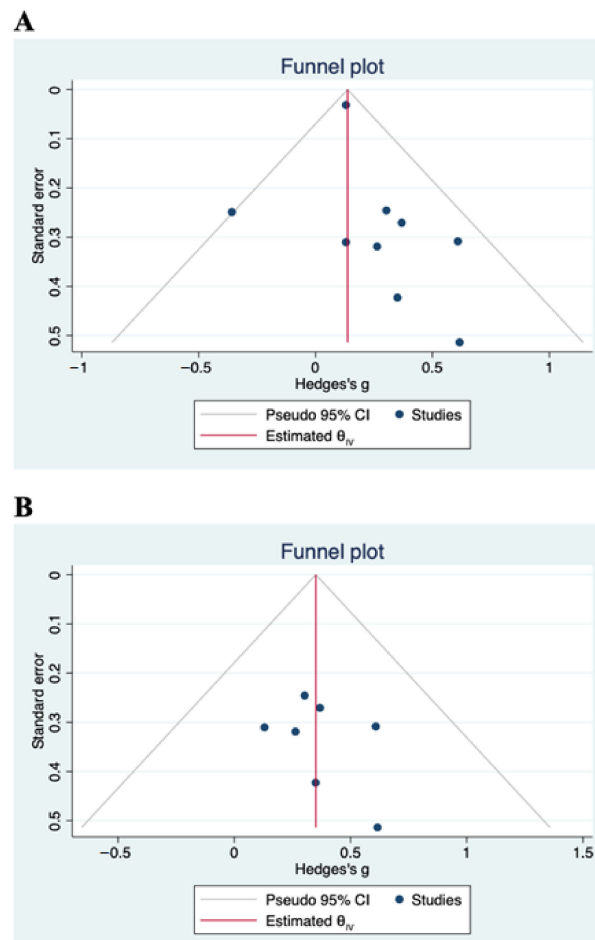 A
Funnel plot
0
0.1
0.2
0.3
0.4
0.5
Standard error
−1 −0.5 0 0.5 1
Hedges's g
Pseudo 95% CI Studies
Estimated θIV
B
Funnel plot
0
0.1
0.2
0.3
0.4
0.5
Standard error
−0.5 0 0.5 1 1.5
Hedges's g
Pseudo 95% CI Studies
Estimated θIV